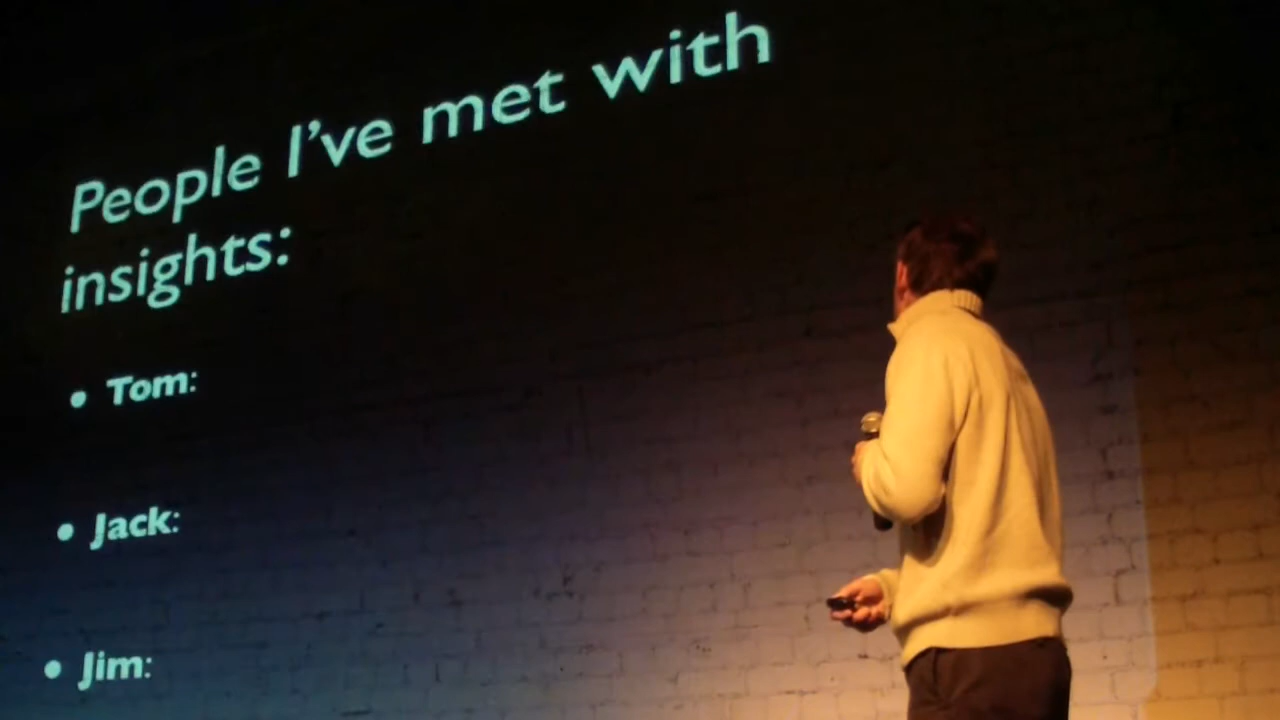 People I've met with
insights:
• Tom:
• Jack:
• Jim: